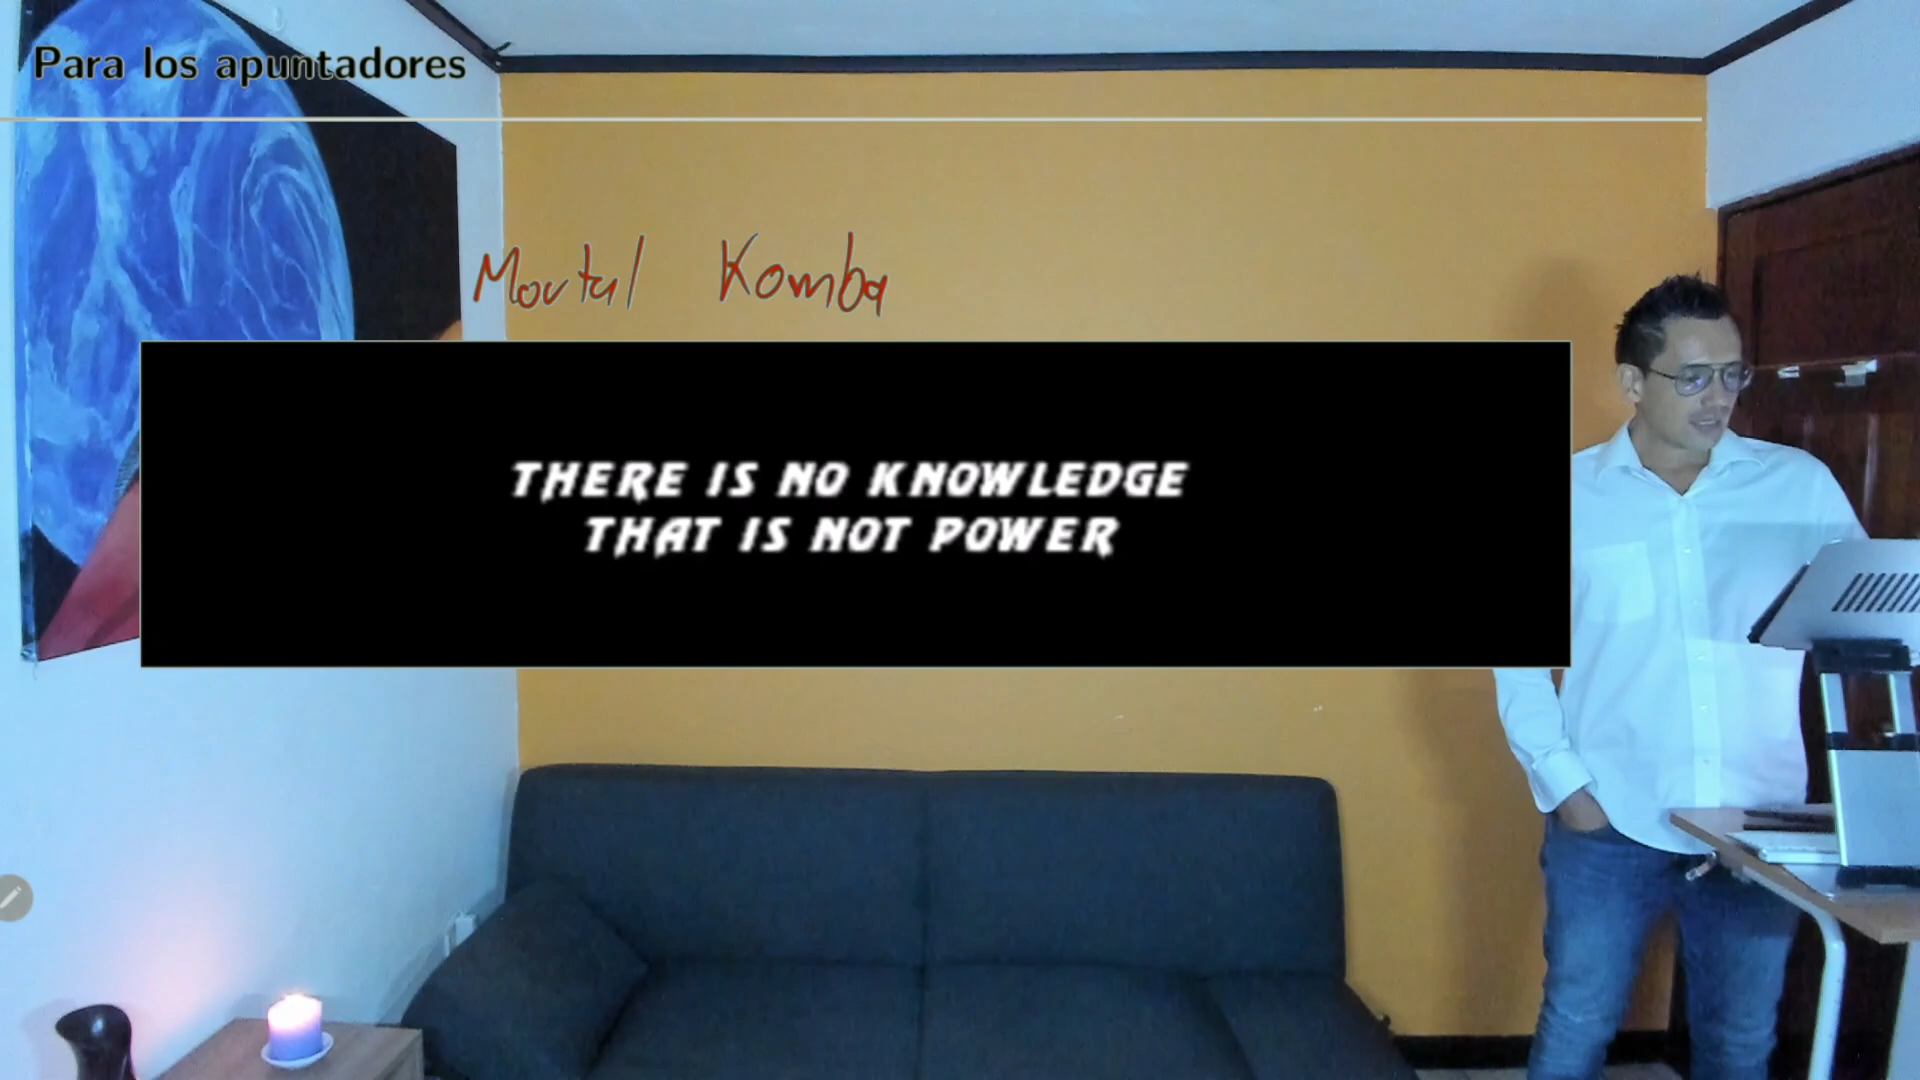 Para los apuntadores
Mortal Komba
THERE IS NO KNOWLEDGE
THAT IS NOT POWER